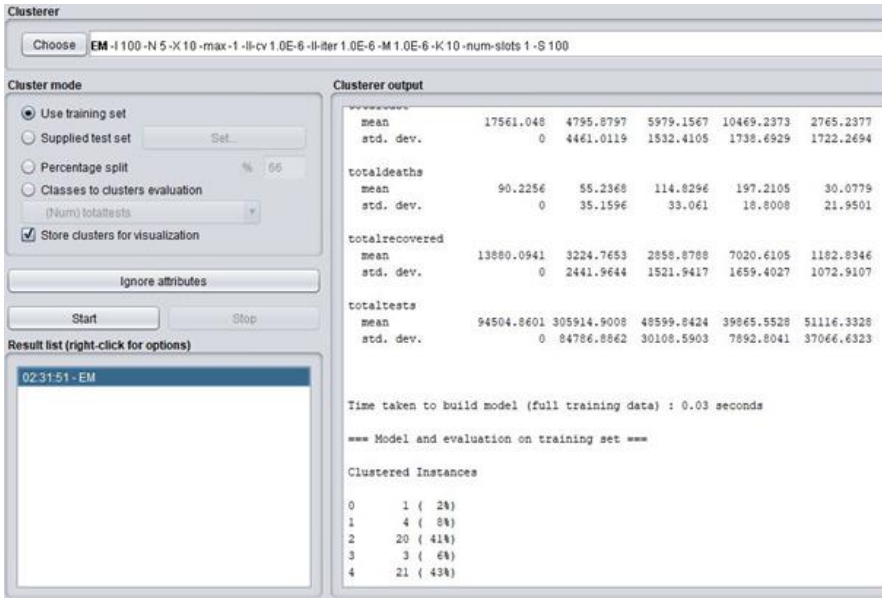 Clusterer
Choose EM -I 100 -N 5 -X 10 -max -1 -ll-cv 1.0E-6 -ll-iter 1.0E-6 -M 1.0E-6 -K 10 -num-slots 1 -S 100
Cluster mode
Use training set
Supplied test set Set...
Percentage split % 66
Classes to clusters evaluation
(Num) totaltests
Store clusters for visualization
Ignore attributes
Start Stop
Result list (right-click for options)
02:31:51 - EM
Clusterer output
mean 17561.048 4795.8797 5979.1567 10469.2373 2765.2377
std. dev. 0 4461.0119 1532.4105 1738.6929 1722.2694
totaldeaths
mean 90.2256 55.2368 114.8296 197.2105 30.0779
std. dev. 0 35.1596 33.061 18.8008 21.9501
totalrecovered
mean 13880.0941 3224.7653 2858.8788 7020.6105 1182.8346
std. dev. 0 2441.9644 1521.9417 1659.4027 1072.9107
totaltests
mean 94504.8601 305914.9008 48599.8424 39865.5528 51116.3328
std. dev. 0 84786.8862 30108.5903 7892.8041 37066.6323
Time taken to build model (full training data) : 0.03 seconds
=== Model and evaluation on training set ===
Clustered Instances
0 1 ( 2%)
1 4 ( 8%)
2 20 ( 41%)
3 3 ( 6%)
4 21 ( 43%)